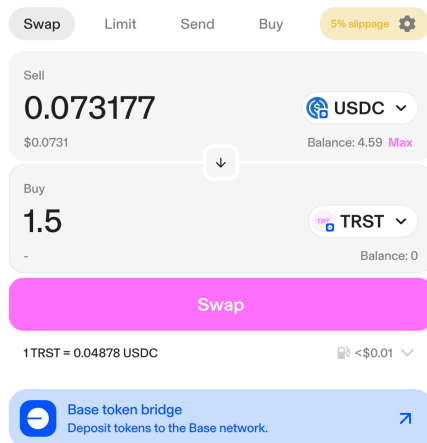 Swap Limit Send Buy 5% slippage
Sell
0.073177 USDC
$0.0731 Balance: 4.59 Max
Buy
1.5 TRST TRST
- Balance: 0
Swap
1 TRST = 0.04878 USDC <$0.01
Base token bridge
Deposit tokens to the Base network.